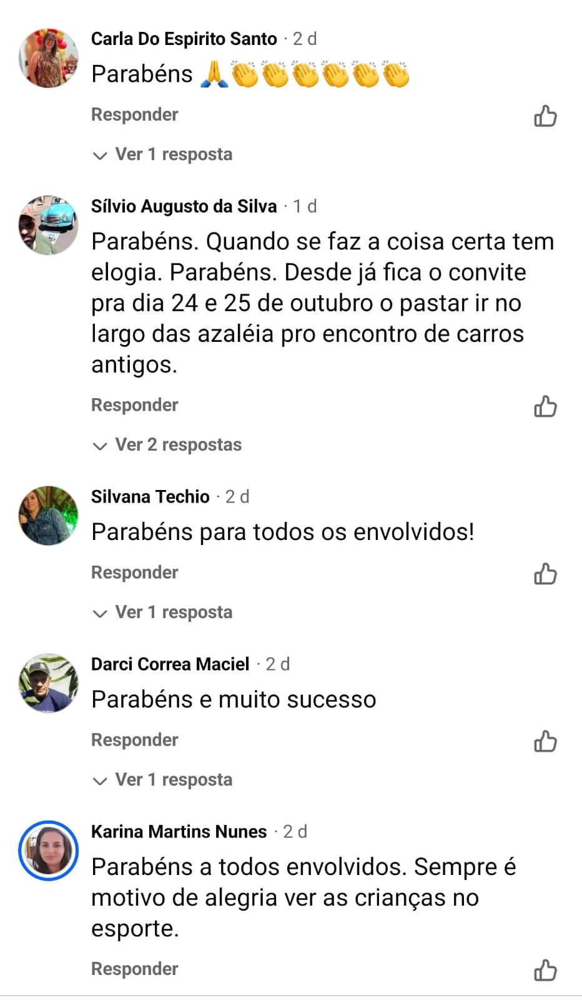 Carla Do Espirito Santo · 2 d
Parabéns 🙏👏👏👏👏👏👏
Responder
Ver 1 resposta
Sílvio Augusto da Silva · 1 d
Parabéns. Quando se faz a coisa certa tem
elogia. Parabéns. Desde já fica o convite
pra dia 24 e 25 de outubro o pastar ir no
largo das azaléia pro encontro de carros
antigos.
Responder
Ver 2 respostas
Silvana Techio · 2 d
Parabéns para todos os envolvidos!
Responder
Ver 1 resposta
Darci Correa Maciel · 2 d
Parabéns e muito sucesso
Responder
Ver 1 resposta
Karina Martins Nunes · 2 d
Parabéns a todos envolvidos. Sempre é
motivo de alegria ver as crianças no
esporte.
Responder